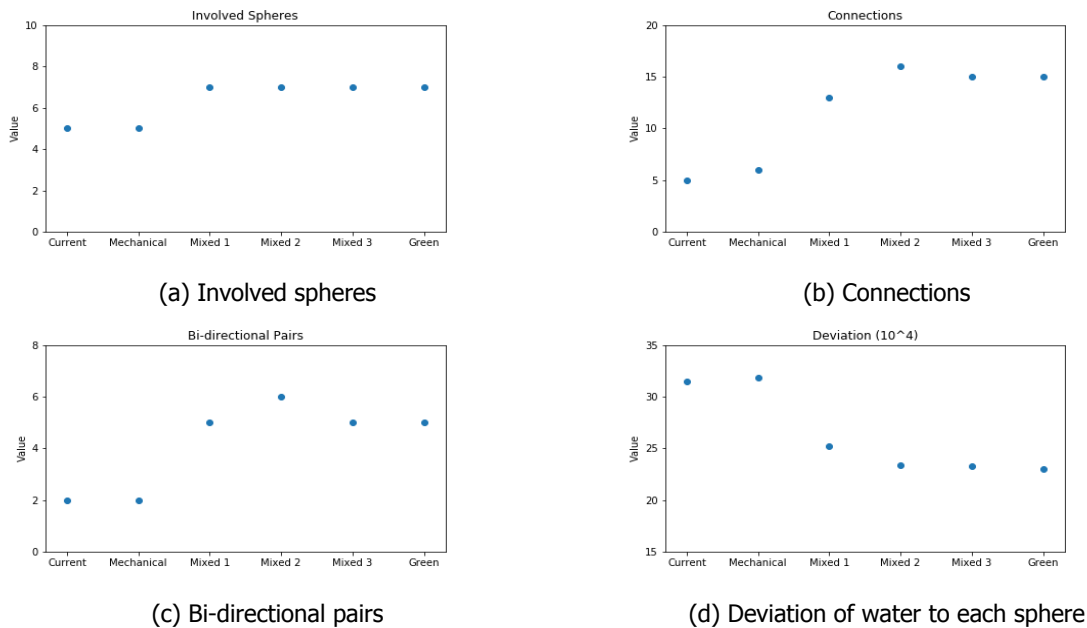 Involved Spheres
10
8
6
4
2
0
Value
Current Mechanical Mixed 1 Mixed 2 Mixed 3 Green
(a) Involved spheres
Connections
20
15
10
5
0
Value
Current Mechanical Mixed 1 Mixed 2 Mixed 3 Green
(b) Connections
Bi-directional Pairs
8
6
4
2
0
Value
Current Mechanical Mixed 1 Mixed 2 Mixed 3 Green
(c) Bi-directional pairs
Deviation (10^4)
35
30
25
20
15
Value
Current Mechanical Mixed 1 Mixed 2 Mixed 3 Green
(d) Deviation of water to each sphere